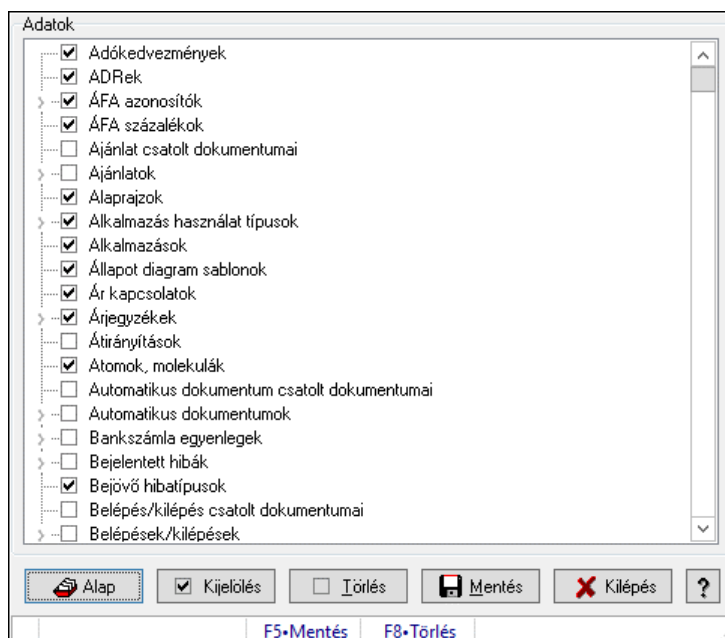 Adatok
Adókedvezmények
ADRek
ÁFA azonosítók
ÁFA százalékok
Ajánlat csatolt dokumentumai
Ajánlatok
Alaprajzok
Alkalmazás használat típusok
Alkalmazások
Állapot diagram sablonok
Ár kapcsolatok
Árjegyzékek
Átirányítások
Atomok, molekulák
Automatikus dokumentum csatolt dokumentumai
Automatikus dokumentumok
Bankszámla egyenlegek
Bejelentett hibák
Bejövő hibatípusok
Belépés/kilépés csatolt dokumentumai
Belépések/kilépések
Alap Kijelölés Törlés Mentés Kilépés ?
F5•Mentés F8•Törlés